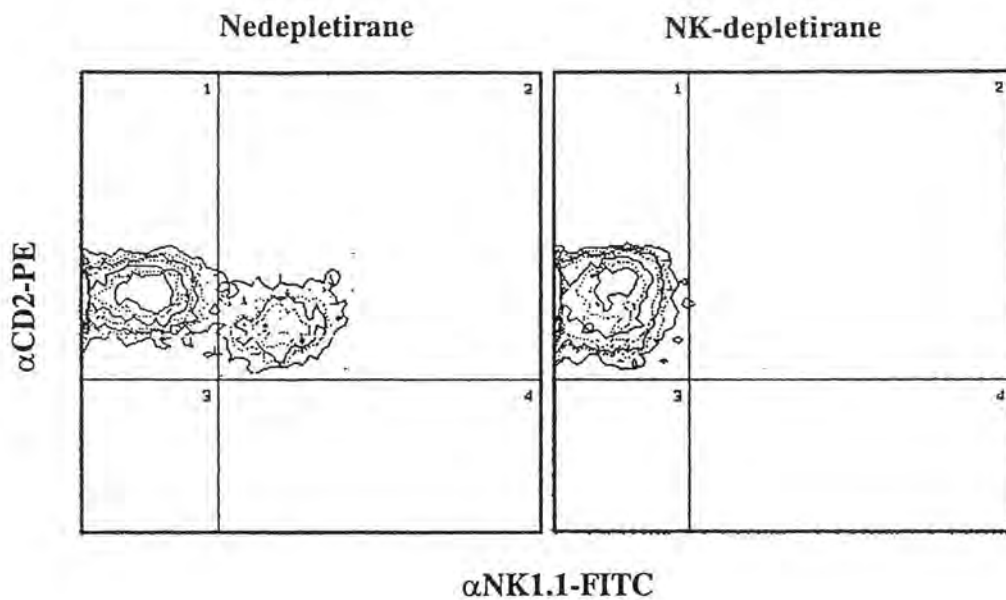 Nedepletirane NK-depletirane
1 2 1 2
αCD2-PE
3 4 3 4
αNK1.1-FITC